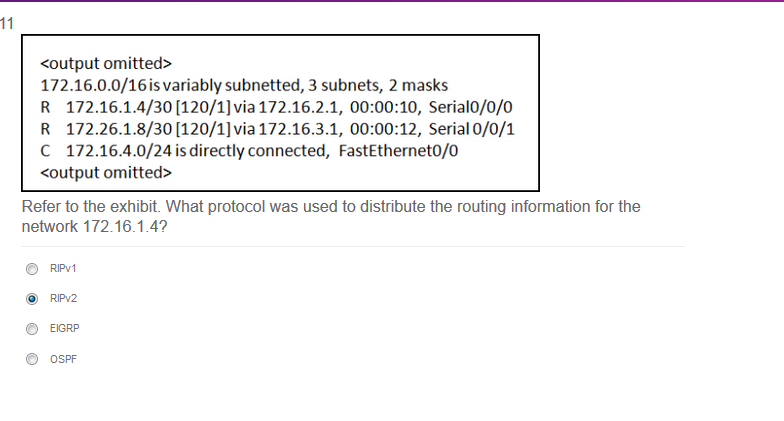 11
<output omitted>
172.16.0.0/16 is variably subnetted, 3 subnets, 2 masks
R 172.16.1.4/30 [120/1] via 172.16.2.1, 00:00:10, Serial0/0/0
R 172.26.1.8/30 [120/1] via 172.16.3.1, 00:00:12, Serial 0/0/1
C 172.16.4.0/24 is directly connected, FastEthernet0/0
<output omitted>
Refer to the exhibit. What protocol was used to distribute the routing information for the
network 172.16.1.4?
RIPv1
RIPv2
EIGRP
OSPF